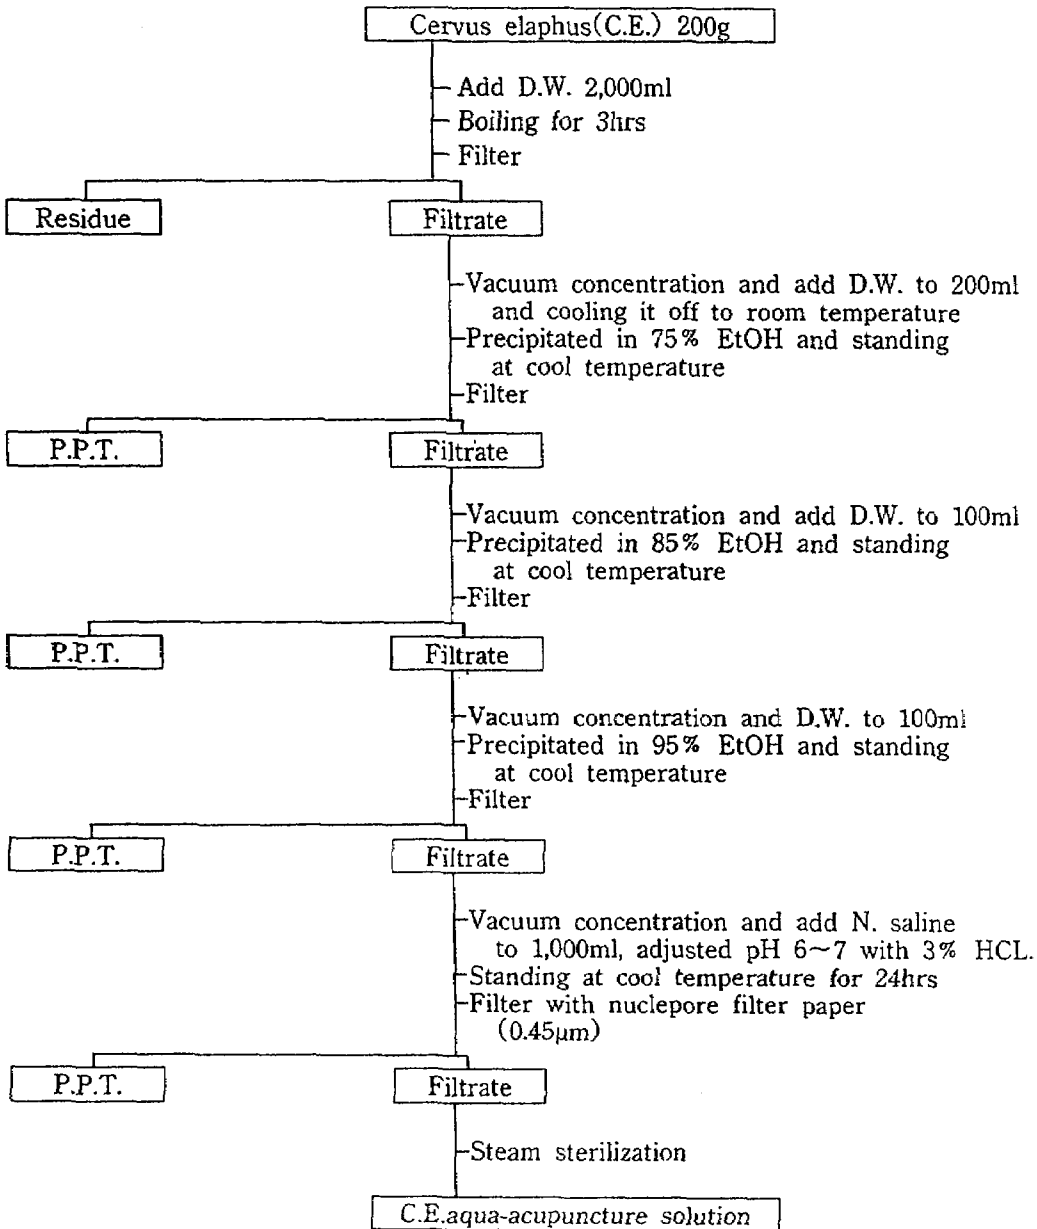 Cervus elaphus(C.E.) 200g
Add D.W. 2,000ml
Boiling for 3hrs
Filter
Residue
Filtrate
Vacuum concentration and add D.W. to 200ml
and cooling it off to room temperature
Precipitated in 75% EtOH and standing
at cool temperature
Filter
P.P.T.
Filtrate
Vacuum concentration and add D.W. to 100ml
Precipitated in 85% EtOH and standing
at cool temperature
Filter
P.P.T.
Filtrate
Vacuum concentration and D.W. to 100ml
Precipitated in 95% EtOH and standing
at cool temperature
Filter
P.P.T.
Filtrate
Vacuum concentration and add N. saline
to 1,000ml, adjusted pH 6~7 with 3% HCL.
Standing at cool temperature for 24hrs
Filter with nuclepore filter paper
(0.45μm)
P.P.T.
Filtrate
Steam sterilization
C.E.aqua-acupuncture solution